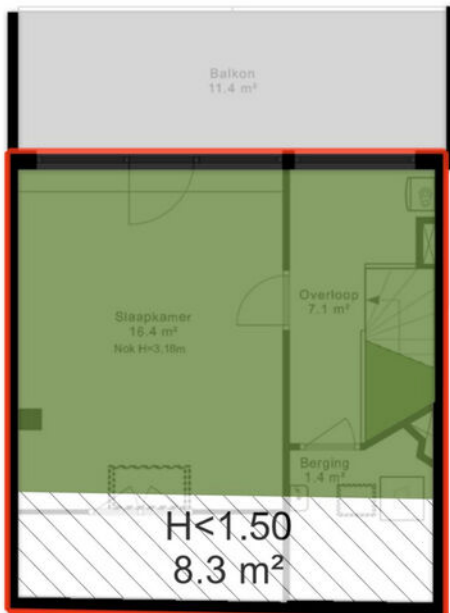 Balkon
11.4 m²
Slaapkamer
16.4 m²
Nok H=3,16m
Overloop
7.1 m²
Berging
1.4 m²
H<1.50
8.3 m²